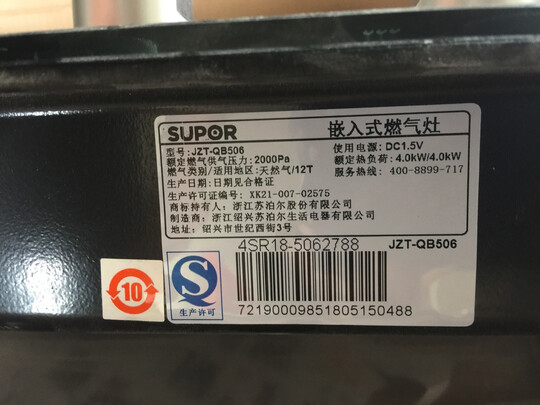 SUPOR
嵌入式燃气灶
型号:JZT-QB506
使用电源: DC1.5V
额定燃气供气压力: 2000Pa
额定热负荷: 4.0kW/4.0kW
燃气类别/适用地区:天然气/12T
服务热线: 400-8899-717
生产日期:日期见合格证
生产许可证编号: XK21-007-02575
商标持有人:浙江苏泊尔股份有限公司
制造商: 浙江绍兴苏泊尔生活电器有限公司
地址: 绍兴市世纪西街3号
4SR18-5062788
JZT-QB506
10
生产许可
72190009851805150488